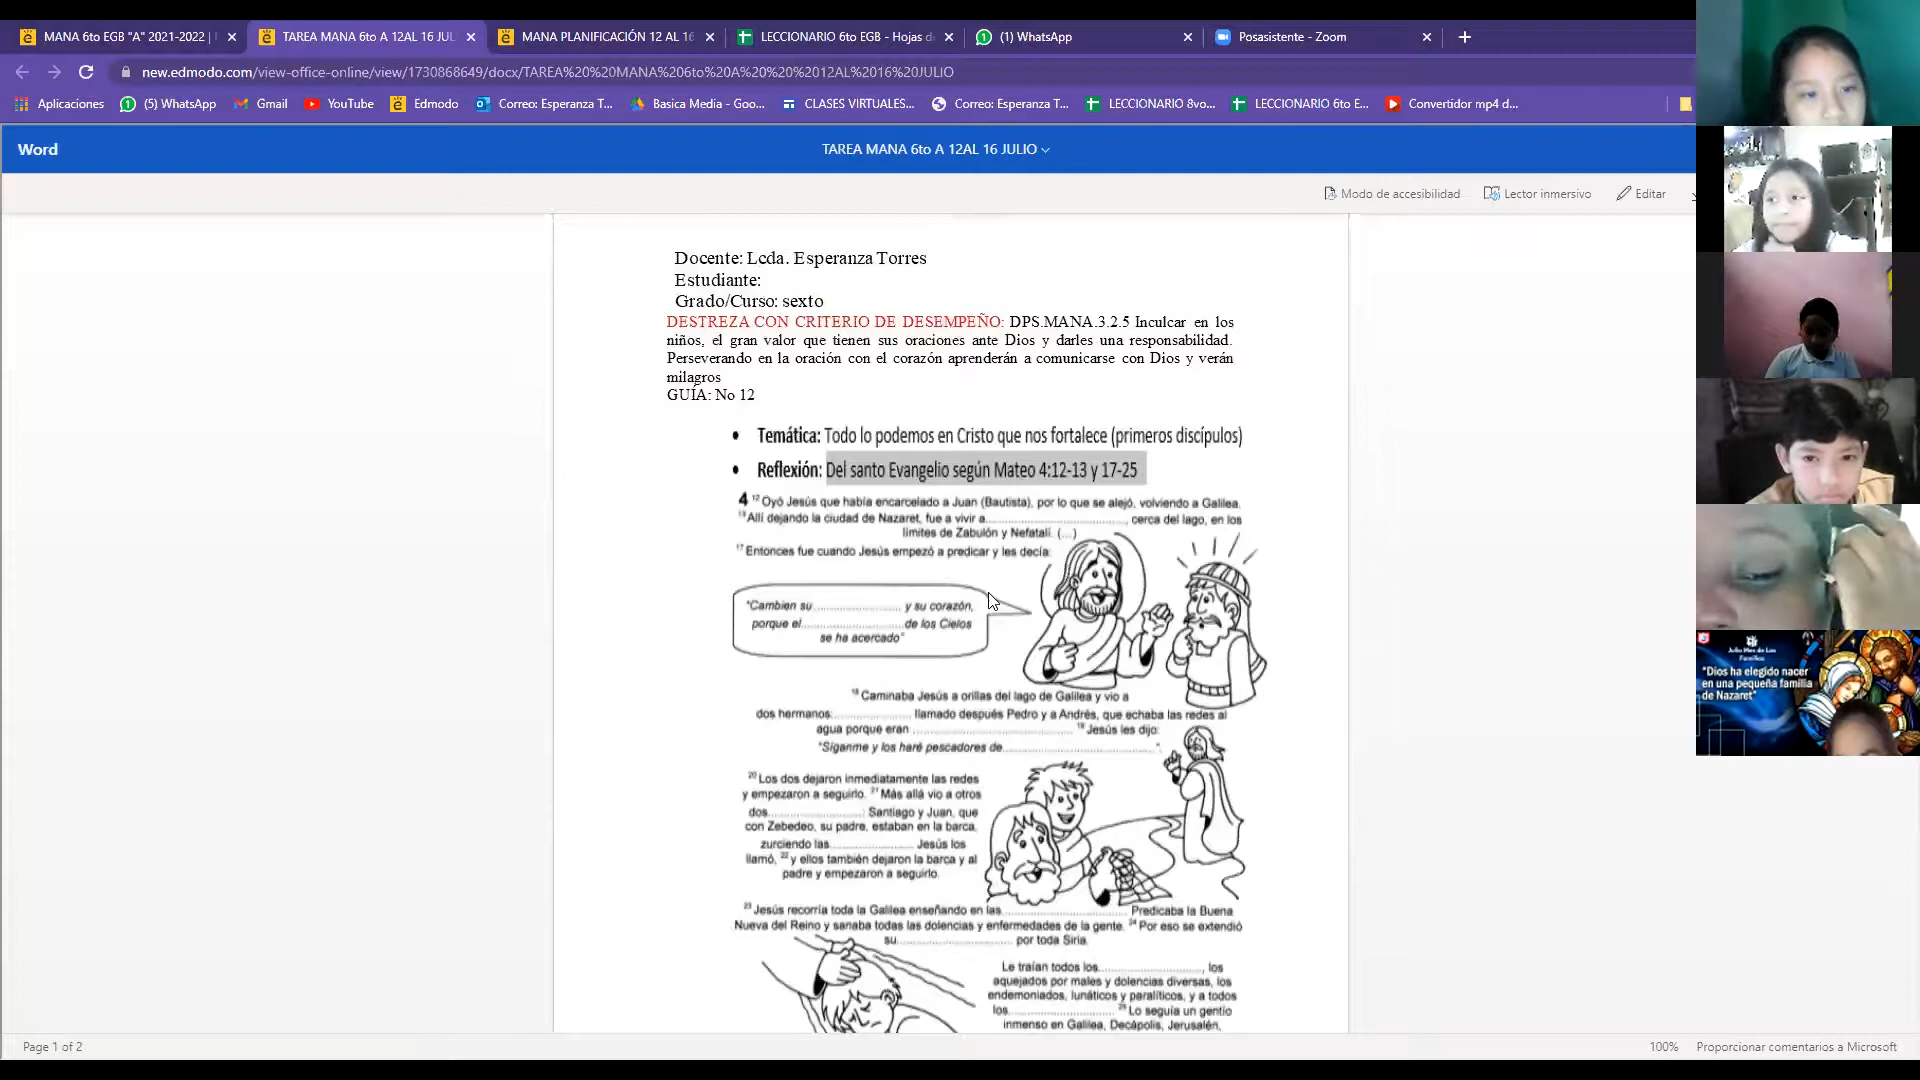 MANA 6to EGB "A" 2021-2022 |
TAREA MANA 6to A 12AL 16 JUL
MANA PLANIFICACIÓN 12 AL 16
LECCIONARIO 6to EGB - Hojas d
(1) WhatsApp
Posasistente - Zoom
new.edmodo.com/view-office-online/view/1730868649/docx/TAREA%20%20MANA%206to%20A%20%20%2012AL%2016%20JULIO
Aplicaciones
(5) WhatsApp
Gmail
YouTube
Edmodo
Correo: Esperanza T...
Basica Media - Goo...
CLASES VIRTUALES...
Correo: Esperanza T...
LECCIONARIO 8vo...
LECCIONARIO 6to E...
Convertidor mp4 d...
Word
TAREA MANA 6to A 12AL 16 JULIO
Modo de accesibilidad
Lector inmersivo
Editar
Docente: Lcda. Esperanza Torres
Estudiante:
Grado/Curso: sexto
DESTREZA CON CRITERIO DE DESEMPEÑO: DPS.MANA.3.2.5 Inculcar en los
niños, el gran valor que tienen sus oraciones ante Dios y darles una responsabilidad.
Perseverando en la oración con el corazón aprenderán a comunicarse con Dios y verán
milagros
GUÍA: No 12
• Temática: Todo lo podemos en Cristo que nos fortalece (primeros discípulos)
• Reflexión: Del santo Evangelio según Mateo 4:12-13 y 17-25
4 12 Oyó Jesús que había encarcelado a Juan (Bautista), por lo que se alejó, volviendo a Galilea.
13 Allí dejando la ciudad de Nazaret, fue a vivir a............................, cerca del lago, en los
límites de Zabulón y Nefatalí. (...)
17 Entonces fue cuando Jesús empezó a predicar y les decía:
"Cambien su.................... y su corazón,
porque el........................de los Cielos
se ha acercado"
18 Caminaba Jesús a orillas del lago de Galilea y vio a
dos hermanos:.................. llamado después Pedro y a Andrés, que echaba las redes al
agua porque eran .................................... 19 Jesús les dijo:
"Síganme y los haré pescadores de...................................."
20 Los dos dejaron inmediatamente las redes
y empezaron a seguirlo. 21 Más allá vio a otros
dos......................: Santiago y Juan, que
con Zebedeo, su padre, estaban en la barca,
zurciendo las................... Jesús los
llamó, 22 y ellos también dejaron la barca y al
padre y empezaron a seguirlo.
23 Jesús recorría toda la Galilea enseñando en las............................ Predicaba la Buena
Nueva del Reino y sanaba todas las dolencias y enfermedades de la gente. 24 Por eso se extendió
su.......................... por toda Siria.
Le traían todos los........................, los
aquejados por males y dolencias diversas, los
endemoniados, lunáticos y paralíticos, y a todos
los........................ 25 Lo seguía un gentío
inmenso en Galilea, Decápolis, Jerusalén,
Page 1 of 2
100%
Proporcionar comentarios a Microsoft
Julio Mes de Las
Familias
"Dios ha elegido nacer
en una pequeña familia
de Nazaret"